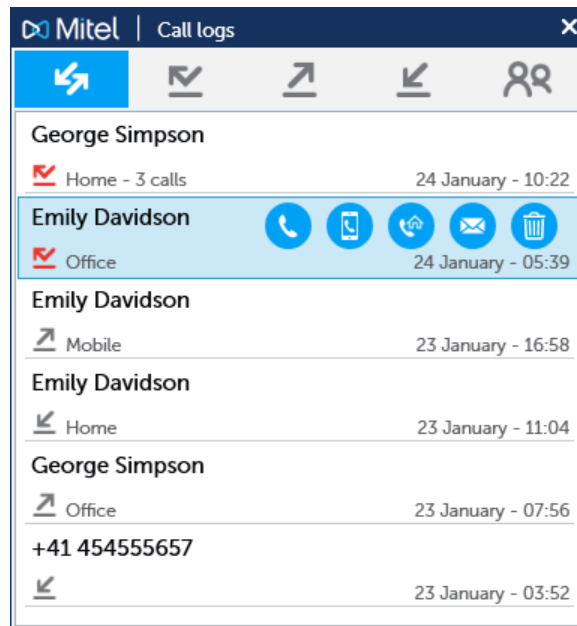 Mitel | Call logs
George Simpson
Home - 3 calls 24 January - 10:22
Emily Davidson
Office 24 January - 05:39
Emily Davidson
Mobile 23 January - 16:58
Emily Davidson
Home 23 January - 11:04
George Simpson
Office 23 January - 07:56
+41 454555657
23 January - 03:52